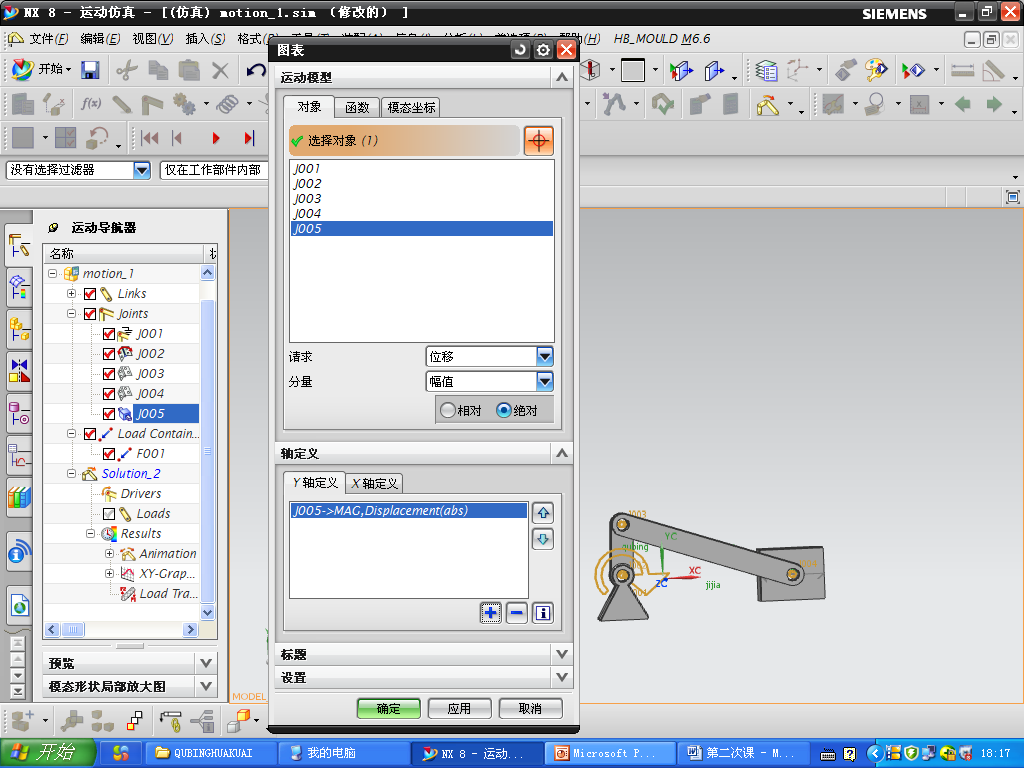 NX 8 - 运动仿真 - [(仿真) motion_1.sim （修改的） ]
SIEMENS
文件(F) 编辑(E) 视图(V) 插入(S) 格式(R)
HB_MOULD M6.6
开始
没有选择过滤器
仅在工作部件内部
运动导航器
名称
motion_1
Links
Joints
J001
J002
J003
J004
J005
Load Contain...
F001
Solution_2
Drivers
Loads
Results
Animation
XY-Grap...
Load Tra...
预览
模态形状局部放大图
图表
运动模型
对象 函数 模态坐标
选择对象 (1)
J001
J002
J003
J004
J005
请求 位移
分量 幅值
相对 绝对
轴定义
Y 轴定义 X 轴定义
J005->MAG,Displacement(abs)
标题
设置
确定 应用 取消
J003
YC
qubing
XC
ZC
jijia
MODEL
开始
QUBINGHUAKUAI
我的电脑
NX 8 - 运动...
Microsoft P...
第二次课 - M...
18:17